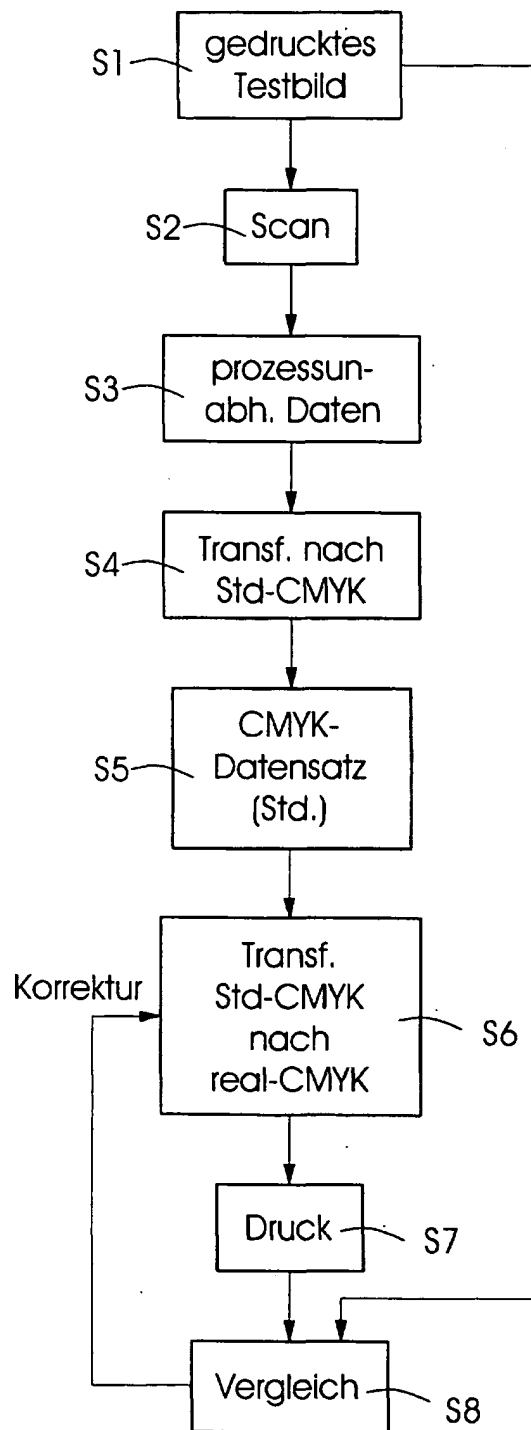 S1
gedrucktes
Testbild
S2
Scan
S3
prozessun-
abh. Daten
S4
Transf. nach
Std-CMYK
S5
CMYK-
Datensatz
(Std.)
Korrektur
Transf.
Std-CMYK
nach
real-CMYK
S6
Druck
S7
Vergleich
S8